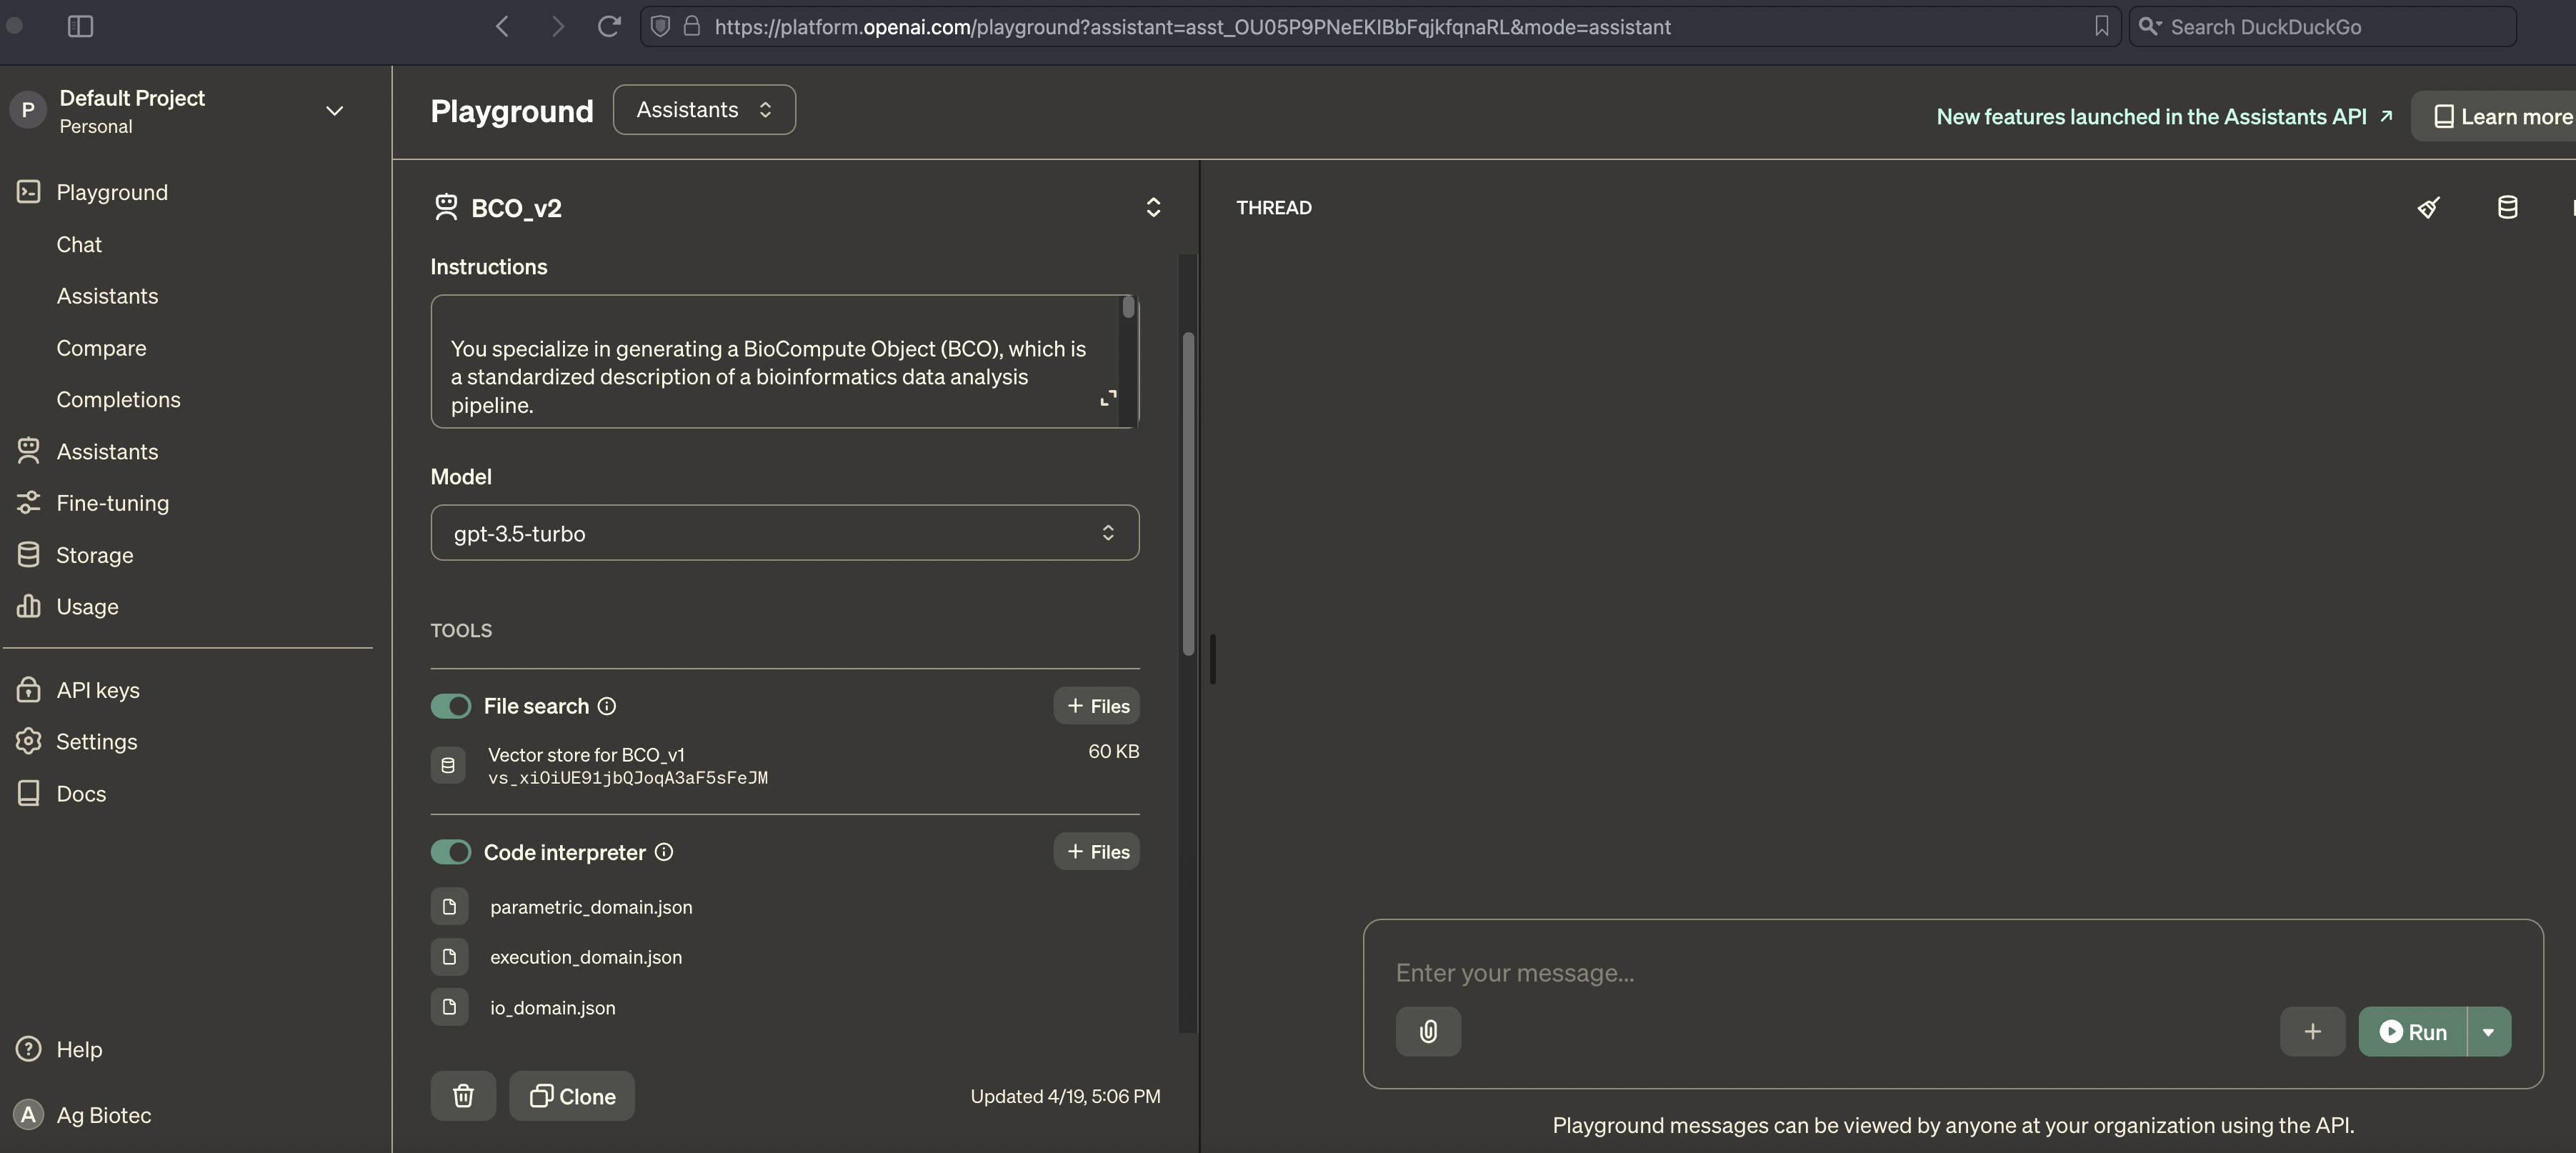 https://platform.openai.com/playground?assistant=asst_OU05P9PNeEKIBbFqjkfqnaRL&mode=assistant
Search DuckDuckGo
P
Default Project
Personal
Playground
Assistants
New features launched in the Assistants API
Learn more
Playground
Chat
Assistants
Compare
Completions
Assistants
Fine-tuning
Storage
Usage
API keys
Settings
Docs
Help
A
Ag Biotec
BCO_v2
Instructions
You specialize in generating a BioCompute Object (BCO), which is
a standardized description of a bioinformatics data analysis
pipeline.
Model
gpt-3.5-turbo
TOOLS
File search
+ Files
Vector store for BCO_v1
60 KB
vs_xiOiUE91jbQJoqA3aF5sFeJM
Code interpreter
+ Files
parametric_domain.json
execution_domain.json
io_domain.json
Clone
Updated 4/19, 5:06 PM
THREAD
Enter your message...
Run
Playground messages can be viewed by anyone at your organization using the API.